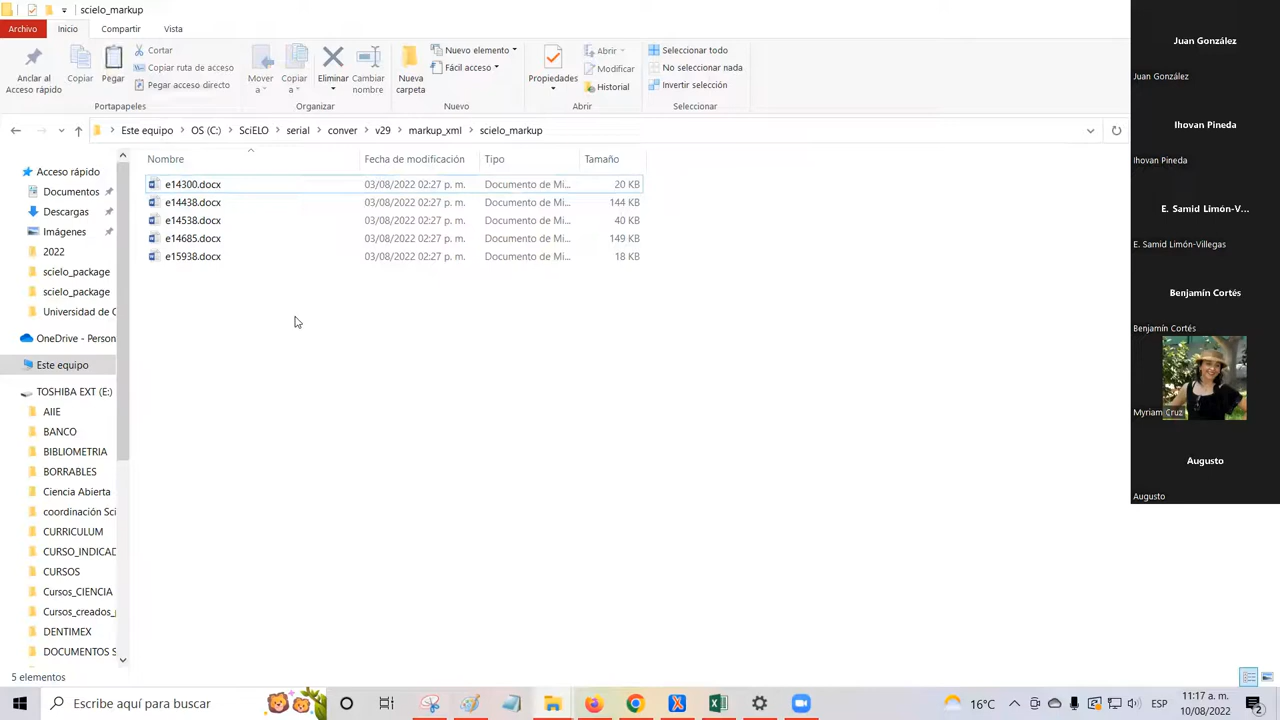 scielo_markup
Archivo
Inicio
Compartir
Vista
Anclar al
Acceso rápido
Copiar
Pegar
Cortar
Copiar ruta de acceso
Pegar acceso directo
Portapapeles
Mover
a
Copiar
a
Eliminar
Cambiar
nombre
Organizar
Nueva
carpeta
Nuevo elemento
Fácil acceso
Nuevo
Propiedades
Abrir
Modificar
Historial
Abrir
Seleccionar todo
No seleccionar nada
Invertir selección
Seleccionar
Este equipo
OS (C:)
SciELO
serial
conver
v29
markup_xml
scielo_markup
Nombre
Fecha de modificación
Tipo
Tamaño
e14300.docx 03/08/2022 02:27 p. m. Documento de Mi... 20 KB
e14438.docx 03/08/2022 02:27 p. m. Documento de Mi... 144 KB
e14538.docx 03/08/2022 02:27 p. m. Documento de Mi... 40 KB
e14685.docx 03/08/2022 02:27 p. m. Documento de Mi... 149 KB
e15938.docx 03/08/2022 02:27 p. m. Documento de Mi... 18 KB
Acceso rápido
Documentos
Descargas
Imágenes
2022
scielo_package
scielo_package
Universidad de C
OneDrive - Person
Este equipo
TOSHIBA EXT (E:)
AIIE
BANCO
BIBLIOMETRIA
BORRABLES
Ciencia Abierta
coordinación Sci
CURRICULUM
CURSO_INDICAD
CURSOS
Cursos_CIENCIA
Cursos_creados_p
DENTIMEX
DOCUMENTOS S
5 elementos
Juan González
Juan González
Ihovan Pineda
Ihovan Pineda
E. Samid Limón-V...
E. Samid Limón-Villegas
Benjamín Cortés
Benjamín Cortés
Myriam Cruz
Augusto
Augusto
Escribe aquí para buscar
16°C
ESP
11:17 a. m.
10/08/2022
2